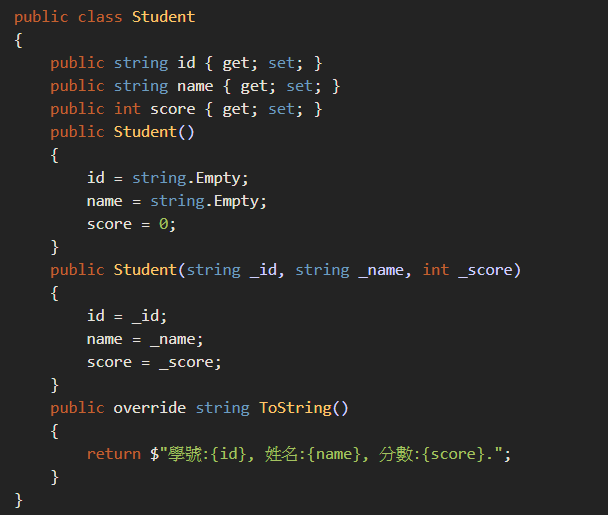 public class Student
{
    public string id { get; set; }
    public string name { get; set; }
    public int score { get; set; }
    public Student()
    {
        id = string.Empty;
        name = string.Empty;
        score = 0;
    }
    public Student(string _id, string _name, int _score)
    {
        id = _id;
        name = _name;
        score = _score;
    }
    public override string ToString()
    {
        return $"學號:{id}, 姓名:{name}, 分數:{score}.";
    }
}